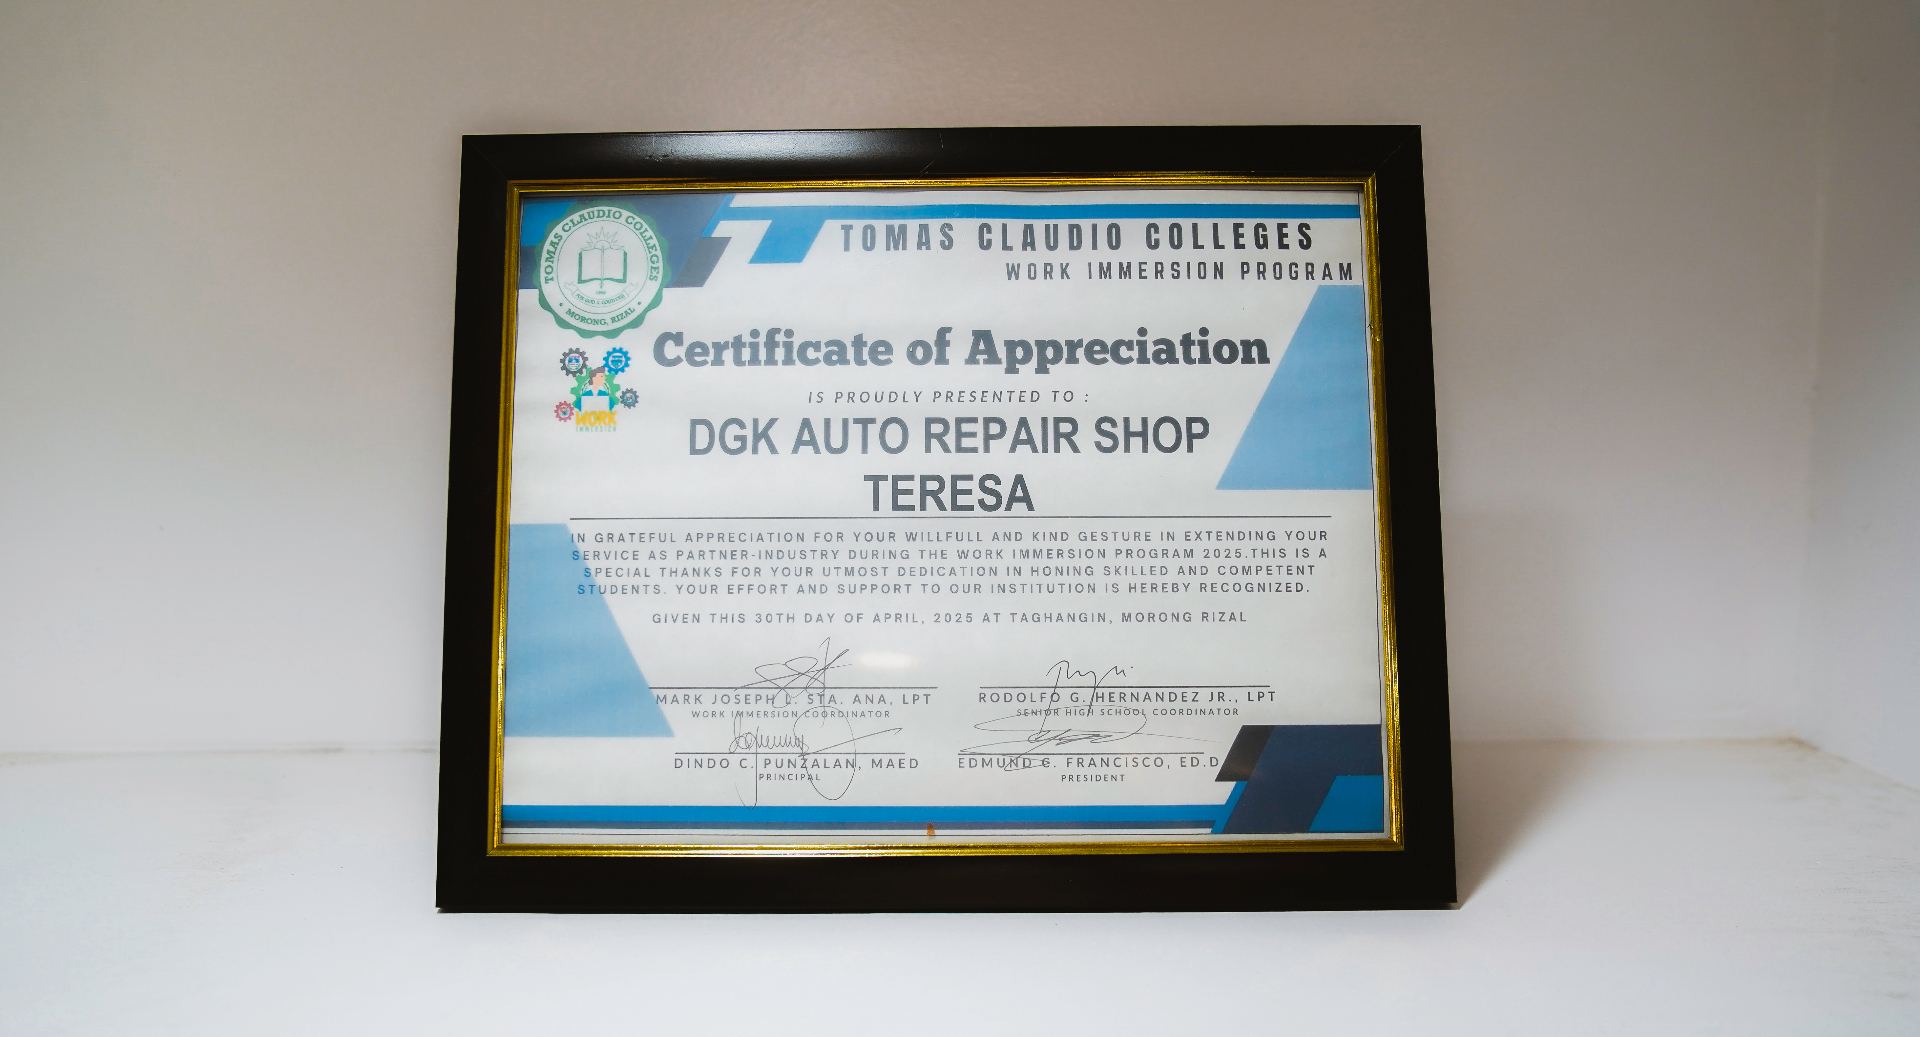 TOMAS CLAUDIO COLLEGES
MORONG, RIZAL
TOMAS CLAUDIO COLLEGES
WORK IMMERSION PROGRAM
WORK
IMMERSION
Certificate of Appreciation
IS PROUDLY PRESENTED TO :
DGK AUTO REPAIR SHOP
TERESA
IN GRATEFUL APPRECIATION FOR YOUR WILLFULL AND KIND GESTURE IN EXTENDING YOUR
SERVICE AS PARTNER-INDUSTRY DURING THE WORK IMMERSION PROGRAM 2025.THIS IS A
SPECIAL THANKS FOR YOUR UTMOST DEDICATION IN HONING SKILLED AND COMPETENT
STUDENTS. YOUR EFFORT AND SUPPORT TO OUR INSTITUTION IS HEREBY RECOGNIZED.
GIVEN THIS 30TH DAY OF APRIL, 2025 AT TAGHANGIN, MORONG RIZAL
MARK JOSEPH L. STA. ANA, LPT
WORK IMMERSION COORDINATOR
RODOLFO G. HERNANDEZ JR., LPT
SENIOR HIGH SCHOOL COORDINATOR
DINDO C. PUNZALAN, MAED
PRINCIPAL
EDMUND G. FRANCISCO, ED.D
PRESIDENT